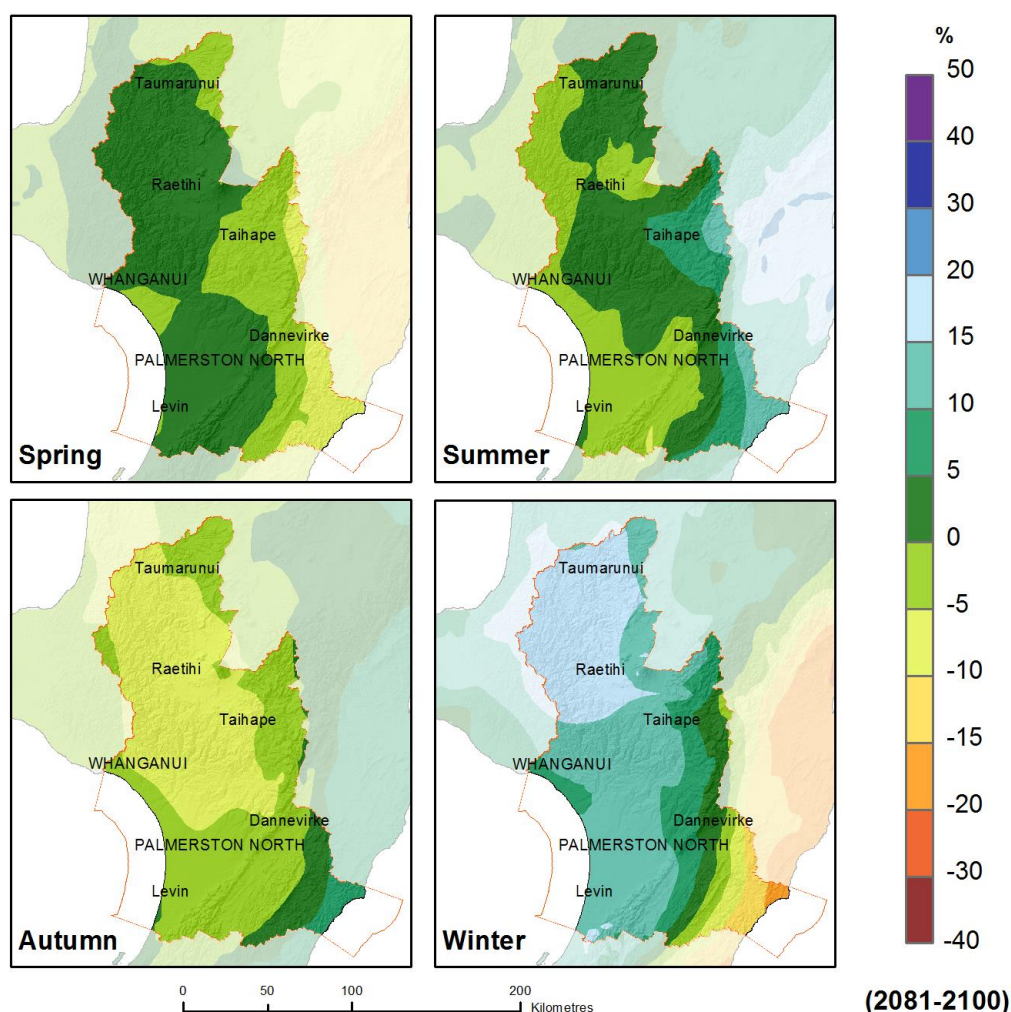 Taumarunui
Raetihi
Taihape
WHANGANUI
Dannevirke
PALMERSTON NORTH
Levin
Spring
Taumarunui
Raetihi
Taihape
WHANGANUI
Dannevirke
PALMERSTON NORTH
Levin
Summer
Taumarunui
Raetihi
Taihape
WHANGANUI
Dannevirke
PALMERSTON NORTH
Levin
Autumn
Taumarunui
Raetihi
Taihape
WHANGANUI
Dannevirke
PALMERSTON NORTH
Levin
Winter
%
50
40
30
20
15
10
5
0
-5
-10
-15
-20
-30
-40
0 50 100 200
Kilometres
(2081-2100)